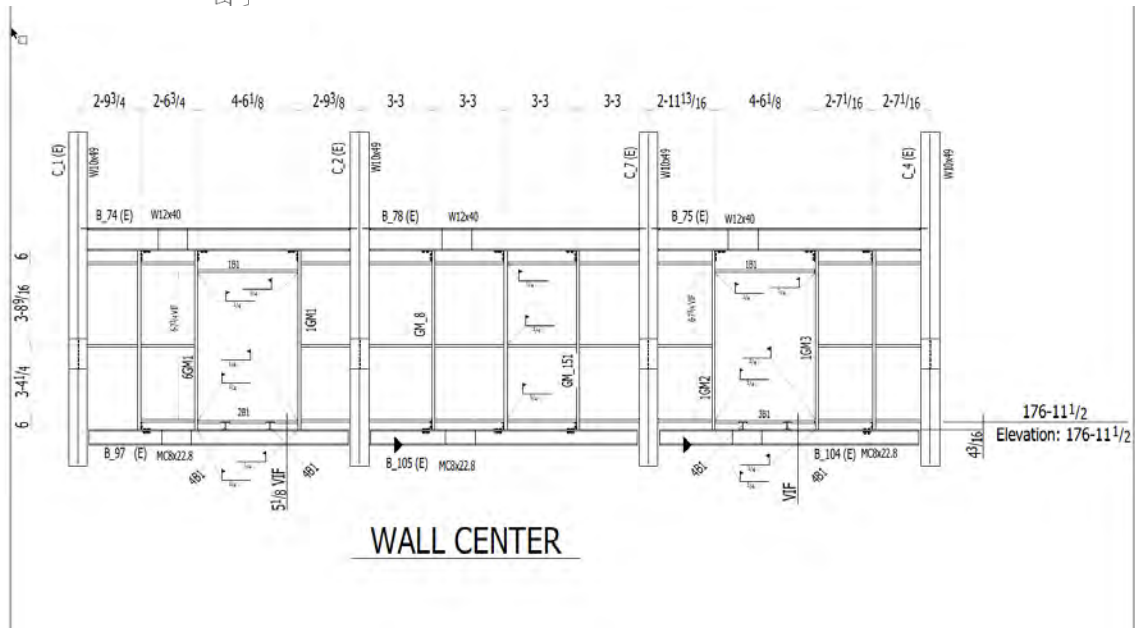 2-9 3/4 2-6 3/4 4-6 1/8 2-9 3/8 3-3 3-3 3-3 3-3 2-11 13/16 4-6 1/8 2-7 1/16 2-7 1/16
C_1 (E) W10x49
C_2 (E) W10x49
C_7 (E) W10x49
C_4 (E) W10x49
B_74 (E) W12x40
B_78 (E) W12x40
B_75 (E) W12x40
6
3-8 9/16
3-4 1/4
6
1B1
1B1
6GM1
1GM1
GM_8
GM_151
1GM2
1GM3
2B1
3B1
176-11 1/2
Elevation: 176-11 1/2
4 3/16
B_97 (E) MC8x22.8
B_105 (E) MC8x22.8
B_104 (E) MC8x22.8
4B1
4B1
4B1
4B1
5 1/8 VIF
VIF
WALL CENTER